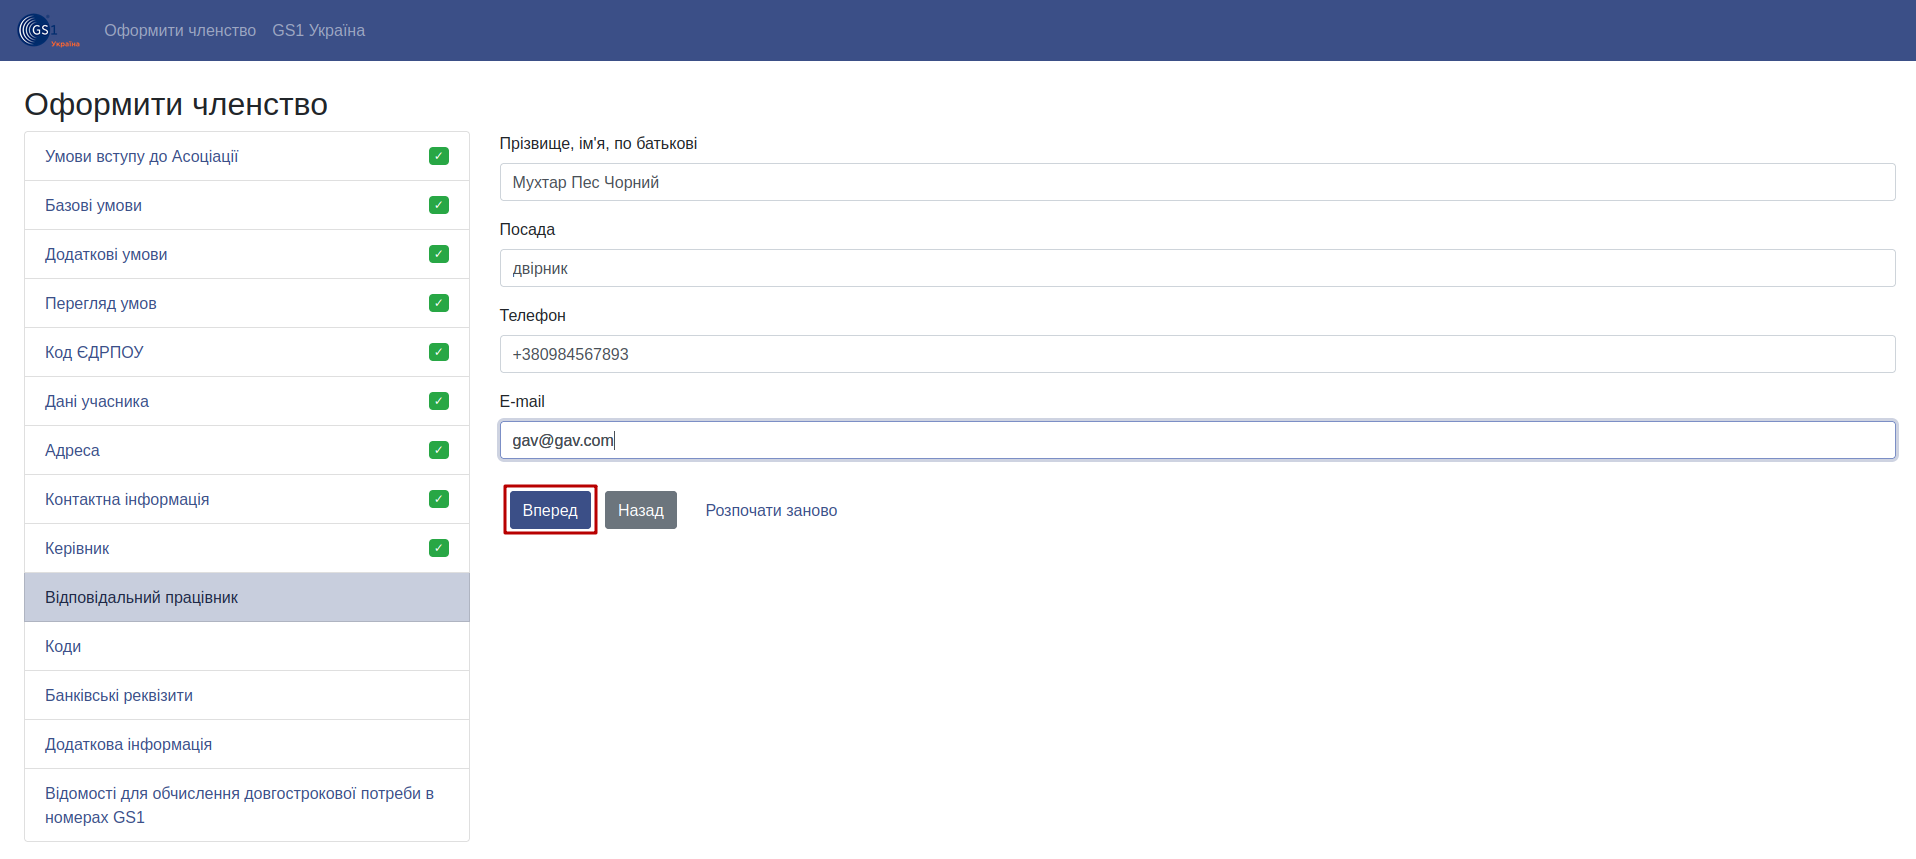 GS1
Україна
Оформити членство
GS1 Україна
Оформити членство
Умови вступу до Асоціації
Базові умови
Додаткові умови
Перегляд умов
Код ЄДРПОУ
Дані учасника
Адреса
Контактна інформація
Керівник
Відповідальний працівник
Коди
Банківські реквізити
Додаткова інформація
Відомості для обчислення довгострокової потреби в
номерах GS1
Прізвище, ім'я, по батькові
Мухтар Пес Чорний
Посада
двірник
Телефон
+380984567893
E-mail
gav@gav.com
Вперед
Назад
Розпочати заново